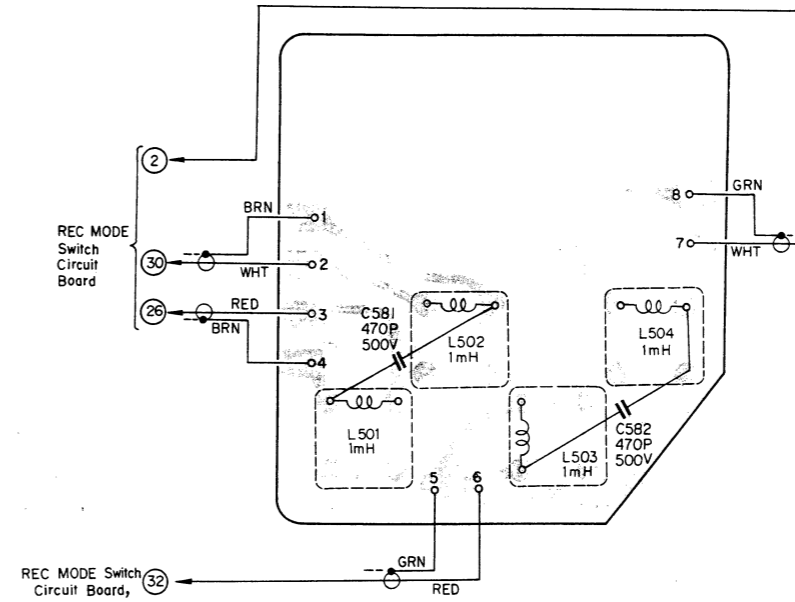 2
REC MODE
Switch
Circuit
Board
BRN
1
30
WHT
2
26
RED
3
BRN
4
8
GRN
7
WHT
C581
470P
500V
L502
1mH
L504
1mH
L501
1mH
L503
1mH
C582
470P
500V
5
6
GRN
RED
REC MODE Switch
Circuit Board,
32